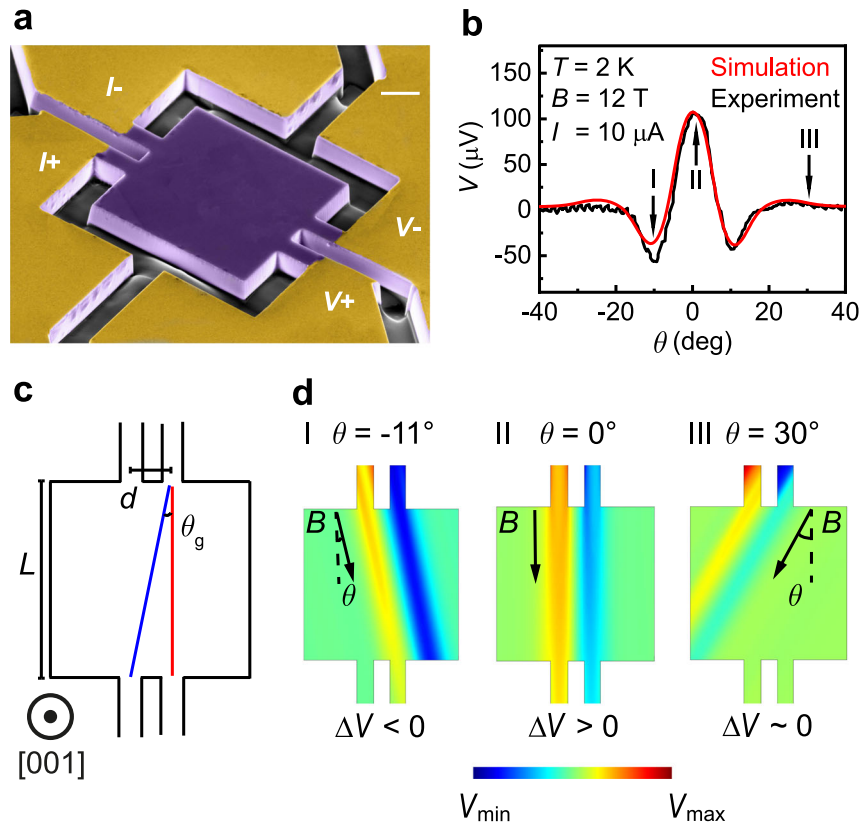 a
I-
I+
V-
V+
b
V (μV)
150
100
50
0
-50
T = 2 K
B = 12 T
I = 10 μA
Simulation
Experiment
I
II
III
-40
-20
0
20
40
θ (deg)
c
d
θg
L
[001]
d
I θ = -11°
II θ = 0°
III θ = 30°
B
θ
B
B
θ
ΔV < 0
ΔV > 0
ΔV ~ 0
Vmin
Vmax